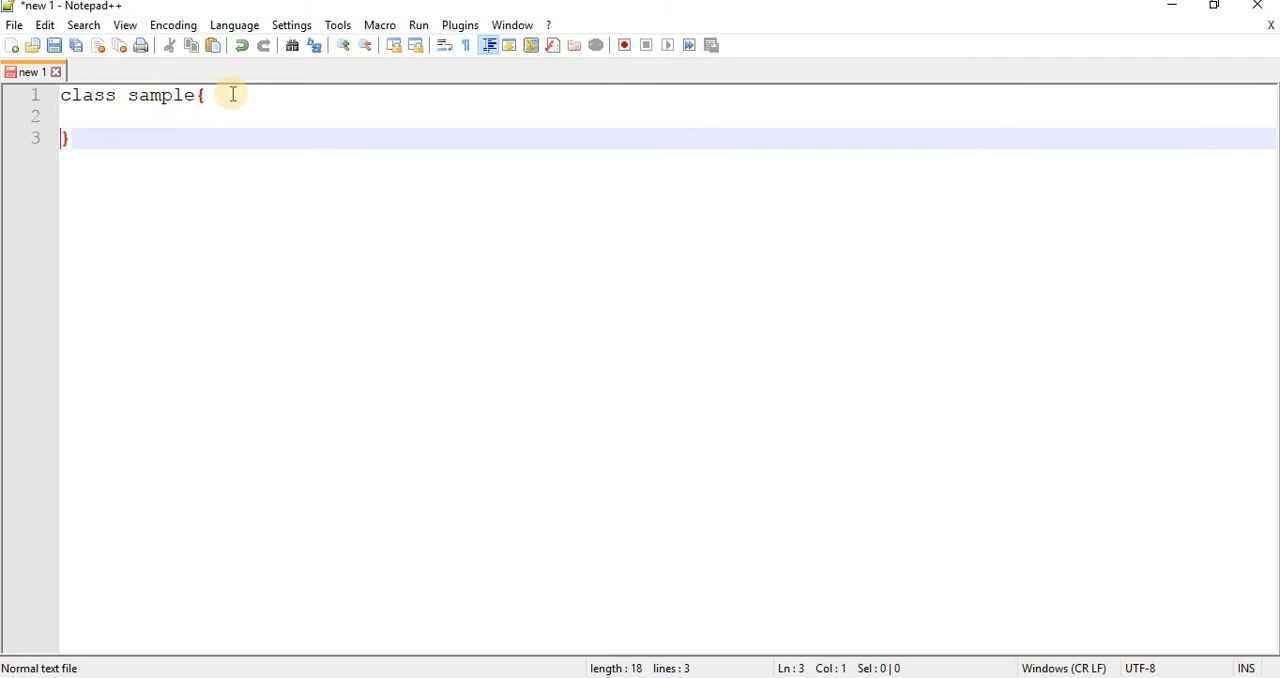 *new 1 - Notepad++
File Edit Search View Encoding Language Settings Tools Macro Run Plugins Window ? X
new 1
1 class sample{
2
3 }
Normal text file length : 18 lines : 3 Ln : 3 Col : 1 Sel : 0 | 0 Windows (CR LF) UTF-8 INS